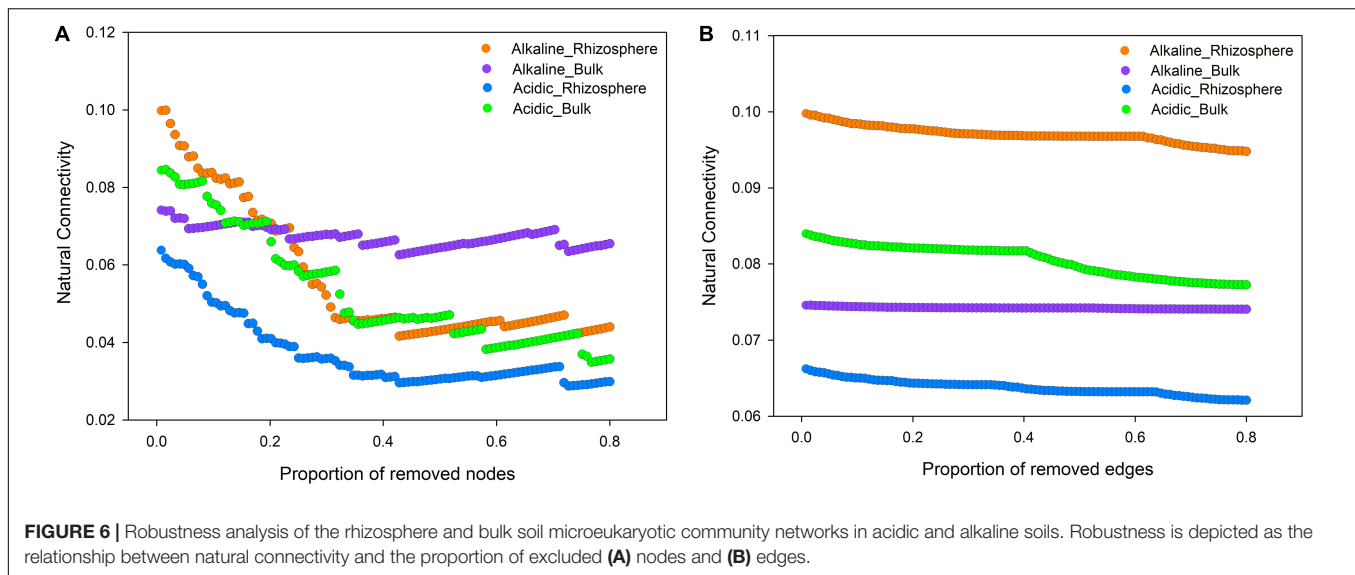 A
0.12
0.10
0.08
0.06
0.04
0.02
Natural Connectivity
Alkaline_Rhizosphere
Alkaline_Bulk
Acidic_Rhizosphere
Acidic_Bulk
0.0 0.2 0.4 0.6 0.8
Proportion of removed nodes
B
0.11
0.10
0.09
0.08
0.07
0.06
Natural Connectivity
Alkaline_Rhizosphere
Alkaline_Bulk
Acidic_Rhizosphere
Acidic_Bulk
0.0 0.2 0.4 0.6 0.8
Proportion of removed edges
FIGURE 6 | Robustness analysis of the rhizosphere and bulk soil microeukaryotic community networks in acidic and alkaline soils. Robustness is depicted as the
relationship between natural connectivity and the proportion of excluded (A) nodes and (B) edges.